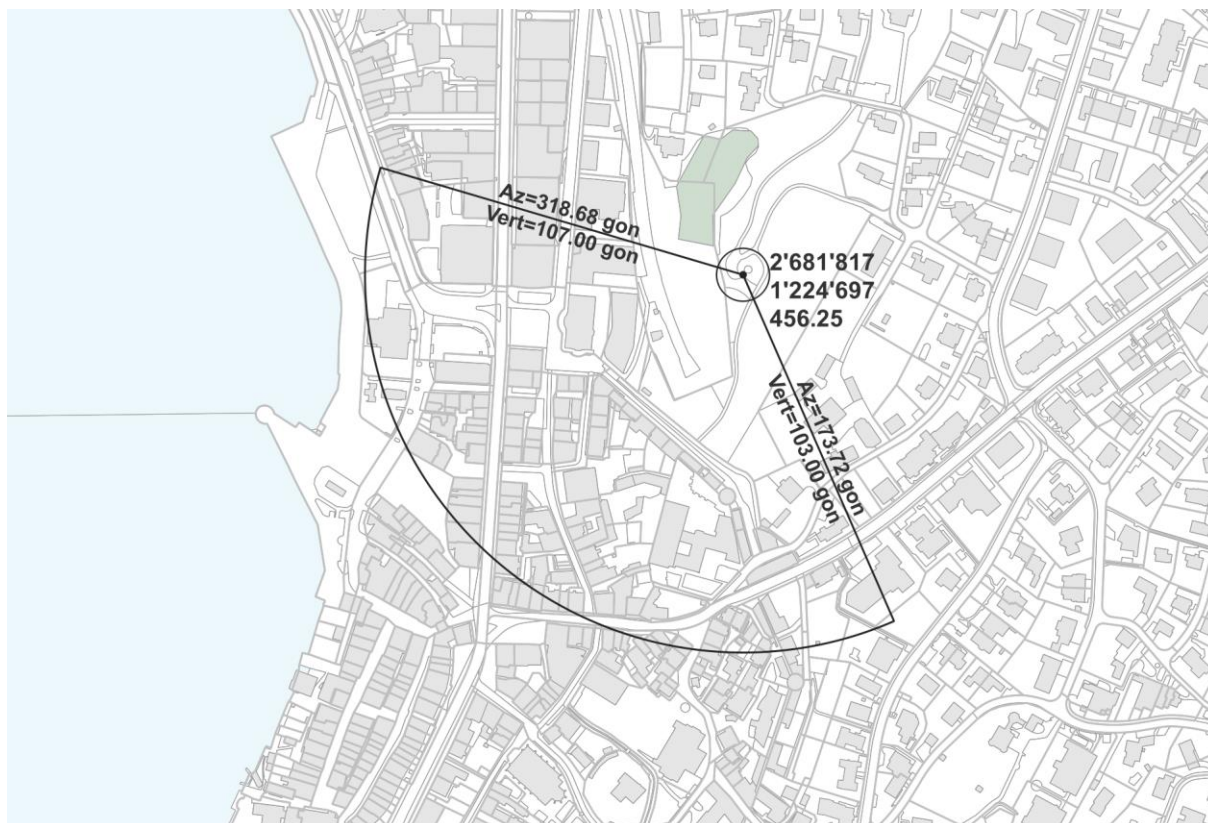 Az=318.68 gon
Vert=107.00 gon
2'681'817
1'224'697
456.25
Az=173.72 gon
Vert=103.00 gon